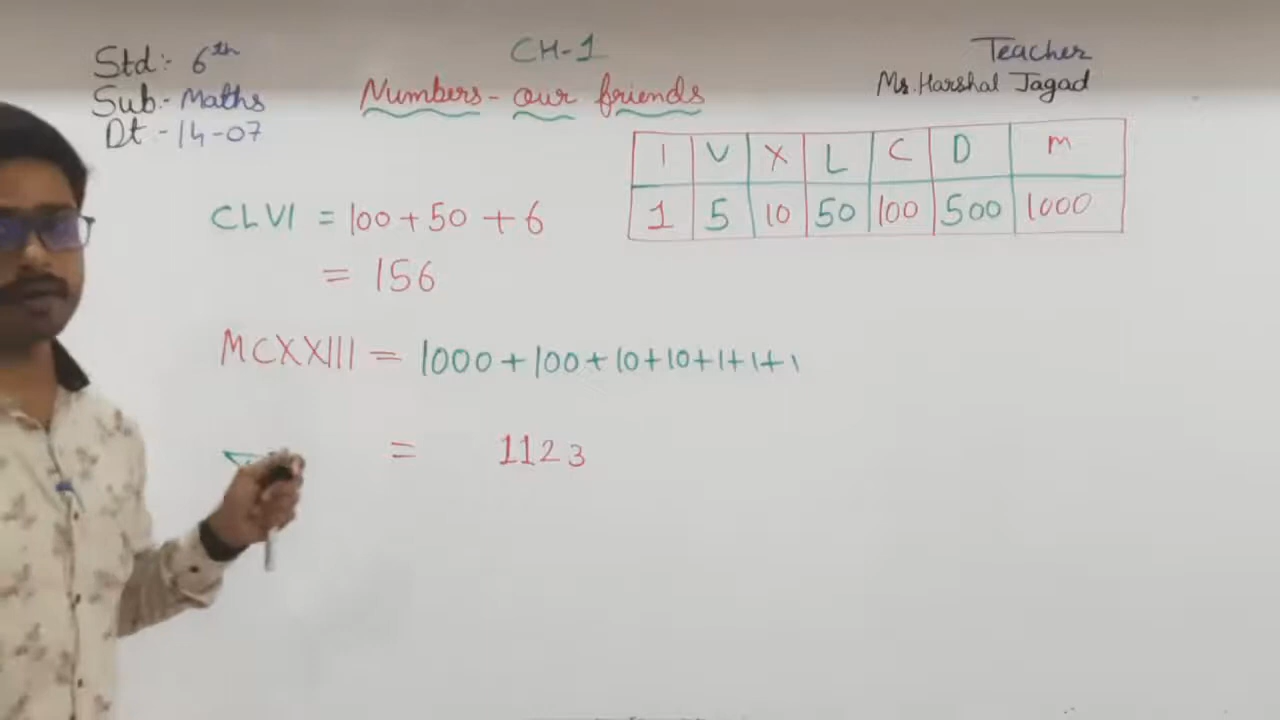 Std:- 6th
Sub:- Maths
Dt:- 14-07
CH-1
Numbers - our friends
Teacher
Mr. Harshal Jagad
I V X L C D M
1 5 10 50 100 500 1000
CLVI = 100 + 50 + 6
= 156
MCXXIII = 1000 + 100 + 10 + 10 + 1 + 1 + 1
= 1123